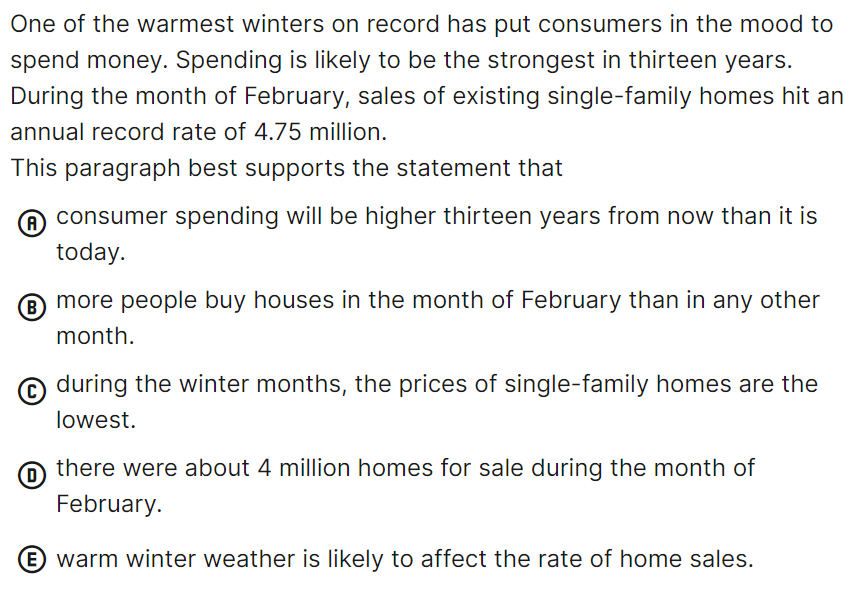 One of the warmest winters on record has put consumers in the mood to
spend money. Spending is likely to be the strongest in thirteen years.
During the month of February, sales of existing single-family homes hit an
annual record rate of 4.75 million.
This paragraph best supports the statement that
A consumer spending will be higher thirteen years from now than it is
today.
B more people buy houses in the month of February than in any other
month.
C during the winter months, the prices of single-family homes are the
lowest.
D there were about 4 million homes for sale during the month of
February.
E warm winter weather is likely to affect the rate of home sales.